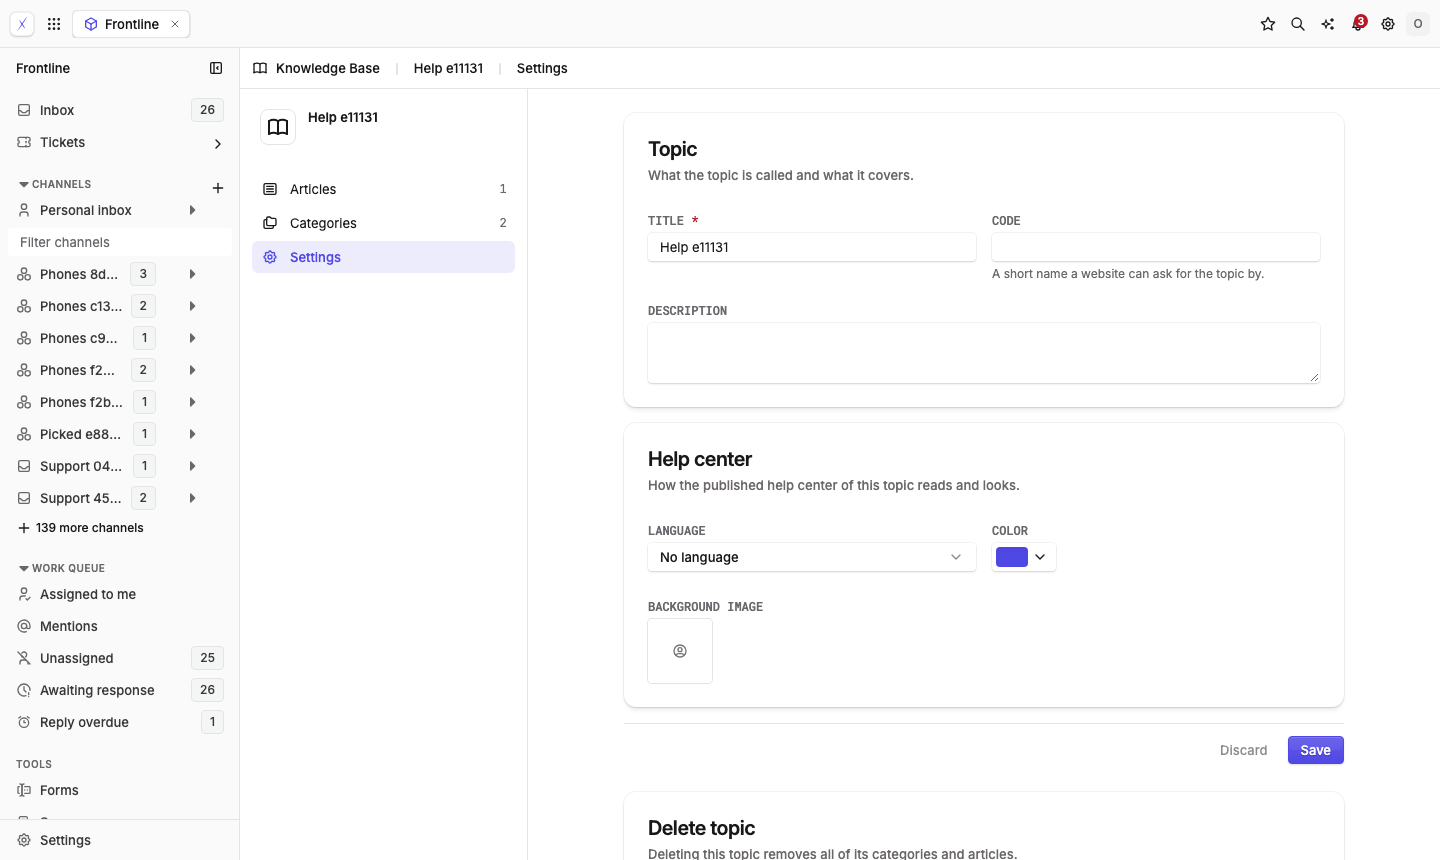 Frontline
3
O
Frontline
Inbox 26
Tickets
CHANNELS
Personal inbox
Filter channels
Phones 8d... 3
Phones c13... 2
Phones c9... 1
Phones f2... 2
Phones f2b... 1
Picked e88... 1
Support 04... 1
Support 45... 2
139 more channels
WORK QUEUE
Assigned to me
Mentions
Unassigned 25
Awaiting response 26
Reply overdue 1
TOOLS
Forms
Settings
Knowledge Base | Help e11131 | Settings
Help e11131
Articles 1
Categories 2
Settings
Topic
What the topic is called and what it covers.
TITLE * CODE
Help e11131
A short name a website can ask for the topic by.
DESCRIPTION
Help center
How the published help center of this topic reads and looks.
LANGUAGE COLOR
No language
BACKGROUND IMAGE
Discard Save
Delete topic
Deleting this topic removes all of its categories and articles.